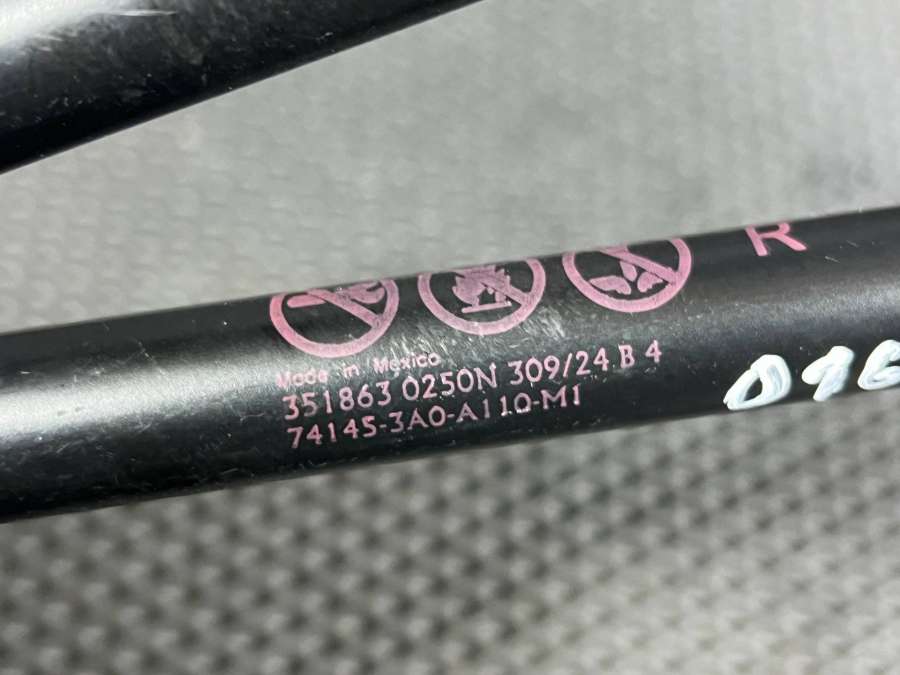 R
Made in Mexico
351863 0250N 309/24 B 4
74145-3A0-A110-M1